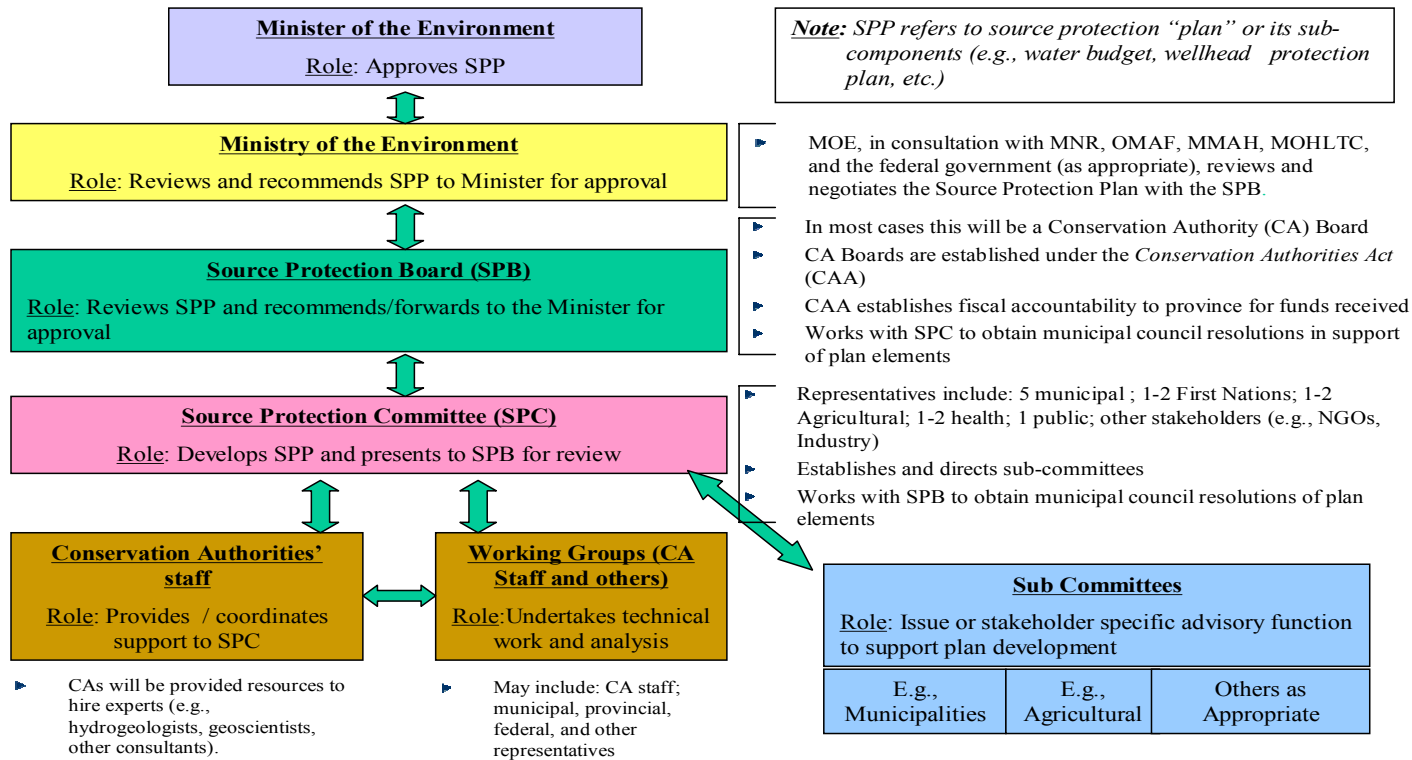 Minister of the Environment
Role: Approves SPP
Note: SPP refers to source protection “plan” or its sub-
components (e.g., water budget, wellhead protection
plan, etc.)
Ministry of the Environment
Role: Reviews and recommends SPP to Minister for approval
MOE, in consultation with MNR, OMAF, MMAH, MOHLTC,
and the federal government (as appropriate), reviews and
negotiates the Source Protection Plan with the SPB.
Source Protection Board (SPB)
Role: Reviews SPP and recommends/forwards to the Minister for
approval
In most cases this will be a Conservation Authority (CA) Board
CA Boards are established under the Conservation Authorities Act
(CAA)
CAA establishes fiscal accountability to province for funds received
Works with SPC to obtain municipal council resolutions in support
of plan elements
Source Protection Committee (SPC)
Role: Develops SPP and presents to SPB for review
Representatives include: 5 municipal ; 1-2 First Nations; 1-2
Agricultural; 1-2 health; 1 public; other stakeholders (e.g., NGOs,
Industry)
Establishes and directs sub-committees
Works with SPB to obtain municipal council resolutions of plan
elements
Conservation Authorities’
staff
Role: Provides / coordinates
support to SPC
CAs will be provided resources to
hire experts (e.g.,
hydrogeologists, geoscientists,
other consultants).
Working Groups (CA
Staff and others)
Role:Undertakes technical
work and analysis
May include: CA staff;
municipal, provincial,
federal, and other
representatives
Sub Committees
Role: Issue or stakeholder specific advisory function
to support plan development
E.g.,
Municipalities
E.g.,
Agricultural
Others as
Appropriate